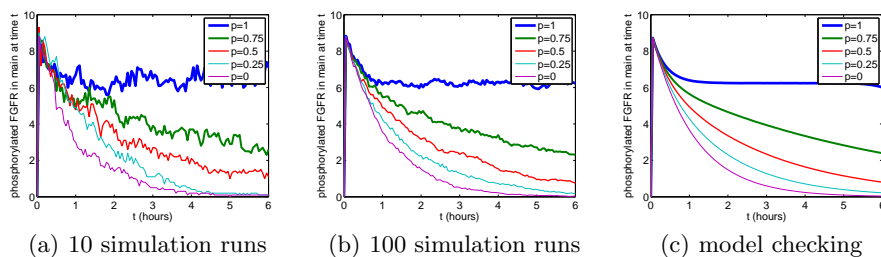 phosphorylated FGFR in main at time t
10
8
6
4
2
0
0 1 2 3 4 5 6
t (hours)
p=1
p=0.75
p=0.5
p=0.25
p=0
(a) 10 simulation runs
phosphorylated FGFR in main at time t
10
8
6
4
2
0
0 1 2 3 4 5 6
t (hours)
p=1
p=0.75
p=0.5
p=0.25
p=0
(b) 100 simulation runs
phosphorylated FGFR in main at time t
10
8
6
4
2
0
0 1 2 3 4 5 6
t (hours)
p=1
p=0.75
p=0.5
p=0.25
p=0
(c) model checking